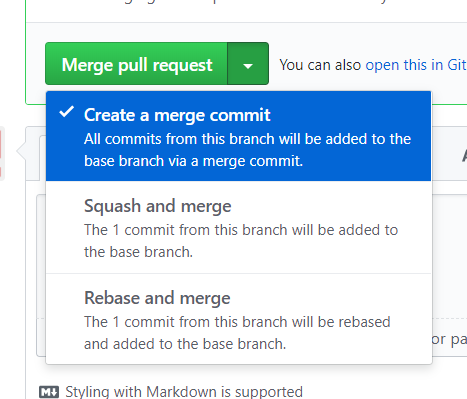 Merge pull request
You can also open this in Git
Create a merge commit
All commits from this branch will be added to the
base branch via a merge commit.
Squash and merge
The 1 commit from this branch will be added to
the base branch.
Rebase and merge
The 1 commit from this branch will be rebased
and added to the base branch.
or pa
Styling with Markdown is supported